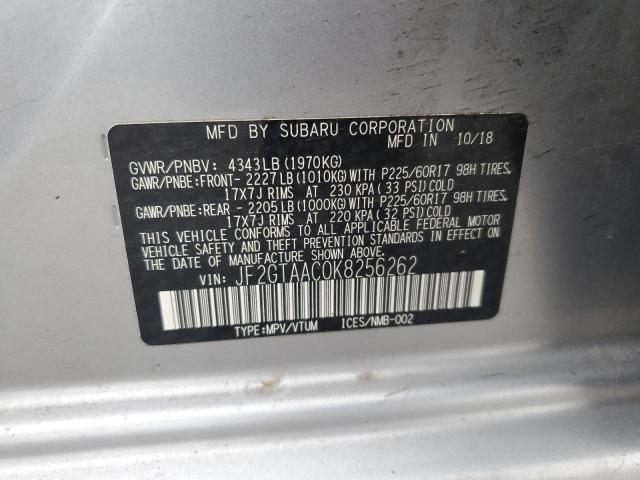 MFD BY SUBARU CORPORATION
MFD IN 10/18
GVWR/PNBV: 4343LB (1970KG)
GAWR/PNBE:FRONT- 2227LB (1010KG)WITH P225/60R17 98H TIRES,
17X7J RIMS AT 230 KPA (33 PSI) COLD
GAWR/PNBE:REAR - 2205LB (1000KG)WITH P225/60R17 98H TIRES,
17X7J RIMS AT 220 KPA (32 PSI) COLD
THIS VEHICLE CONFORMS TO ALL APPLICABLE FEDERAL MOTOR
VEHICLE SAFETY AND THEFT PREVENTION STANDARDS IN EFFECT
ON THE DATE OF MANUFACTURE SHOWN ABOVE.
VIN: JF2GTAAC0K8256262
TYPE:MPV/VTUM ICES/NMB-002